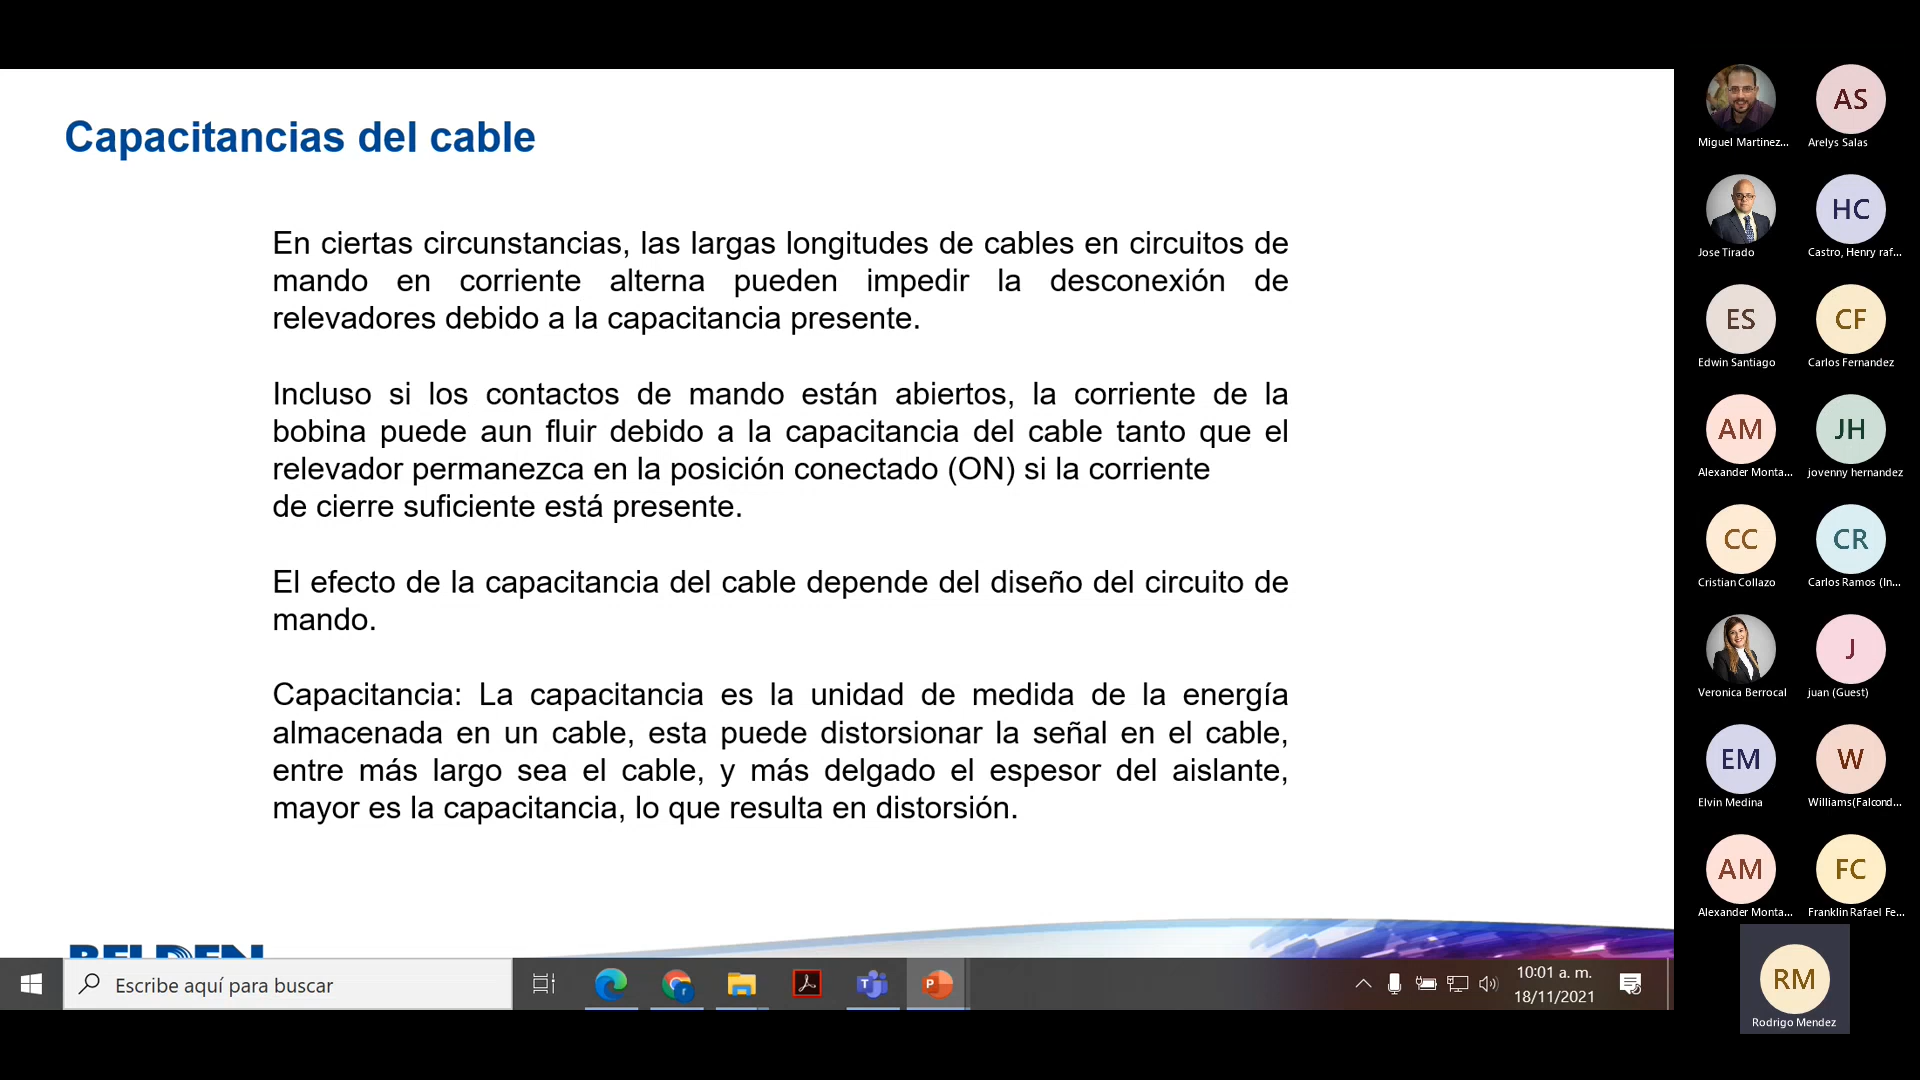 Capacitancias del cable
En ciertas circunstancias, las largas longitudes de cables en circuitos de
mando en corriente alterna pueden impedir la desconexión de
relevadores debido a la capacitancia presente.
Incluso si los contactos de mando están abiertos, la corriente de la
bobina puede aun fluir debido a la capacitancia del cable tanto que el
relevador permanezca en la posición conectado (ON) si la corriente
de cierre suficiente está presente.
El efecto de la capacitancia del cable depende del diseño del circuito de
mando.
Capacitancia: La capacitancia es la unidad de medida de la energía
almacenada en un cable, esta puede distorsionar la señal en el cable,
entre más largo sea el cable, y más delgado el espesor del aislante,
mayor es la capacitancia, lo que resulta en distorsión.
BELDEN
Escribe aquí para buscar
10:01 a. m.
18/11/2021
Miguel Martinez...
AS
Arelys Salas
Jose Tirado
HC
Castro, Henry raf...
ES
Edwin Santiago
CF
Carlos Fernandez
AM
Alexander Monta...
JH
jovenny hernandez
CC
Cristian Collazo
CR
Carlos Ramos (In...
Veronica Berrocal
J
juan (Guest)
EM
Elvin Medina
W
Williams(Falcond...
AM
Alexander Monta...
FC
Franklin Rafael Fe...
RM
Rodrigo Mendez